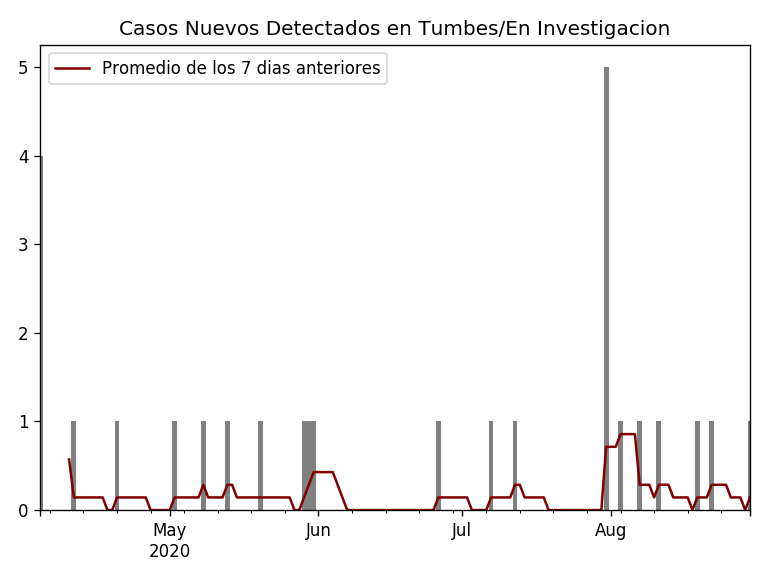 Casos Nuevos Detectados en Tumbes/En Investigacion
Promedio de los 7 dias anteriores
5
4
3
2
1
0
May Jun Jul Aug
2020